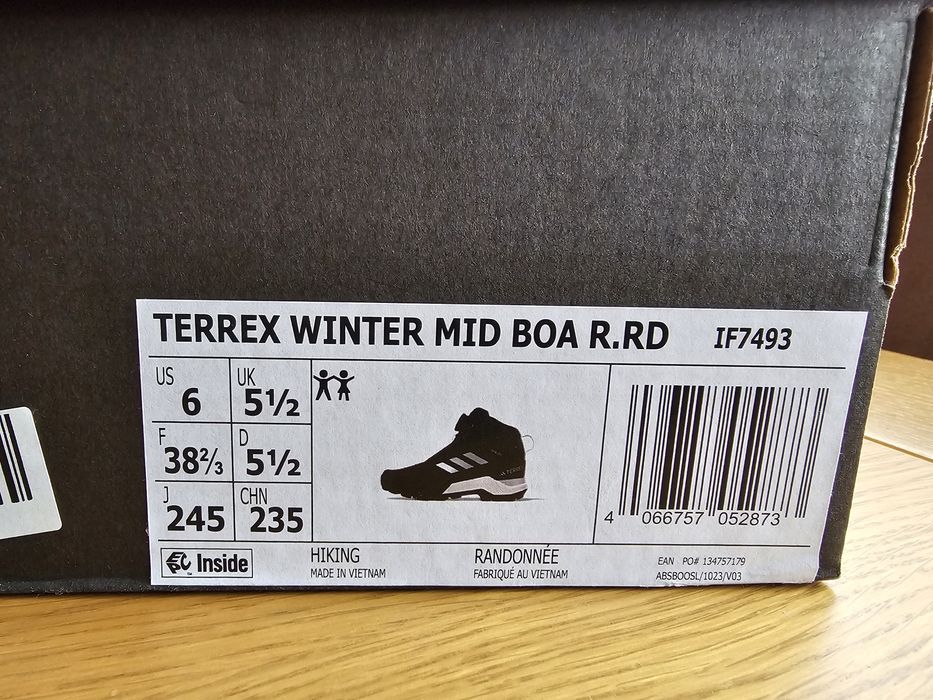 TERREX WINTER MID BOA R.RD IF7493
US UK
6 5½
F D
38⅔ 5½
J CHN
245 235
TERREX
4 066757 052873
Inside
HIKING RANDONNÉE EAN PO# 134757179
MADE IN VIETNAM FABRIQUÉ AU VIETNAM ABSBOOSL/1023/V03